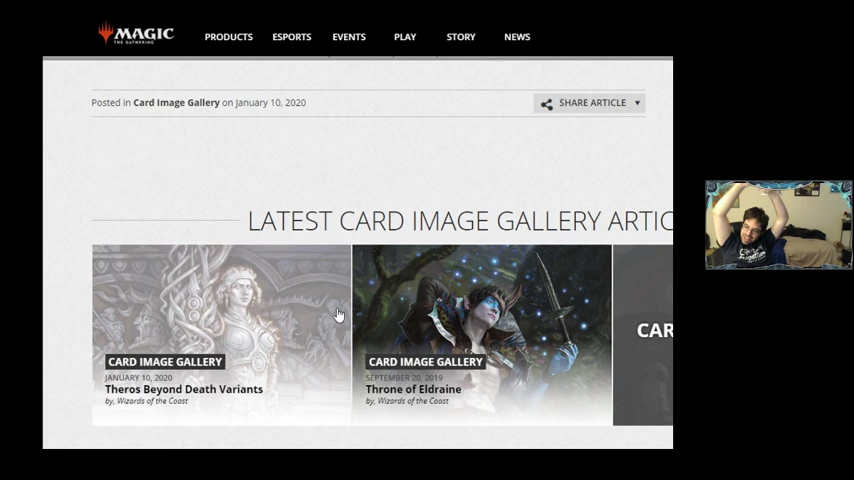 MAGIC
THE GATHERING
PRODUCTS ESPORTS EVENTS PLAY STORY NEWS
Posted in Card Image Gallery on January 10, 2020
SHARE ARTICLE
LATEST CARD IMAGE GALLERY ARTIC
CARD IMAGE GALLERY
JANUARY 10, 2020
Theros Beyond Death Variants
by, Wizards of the Coast
CARD IMAGE GALLERY
SEPTEMBER 20, 2019
Throne of Eldraine
by, Wizards of the Coast
CAR